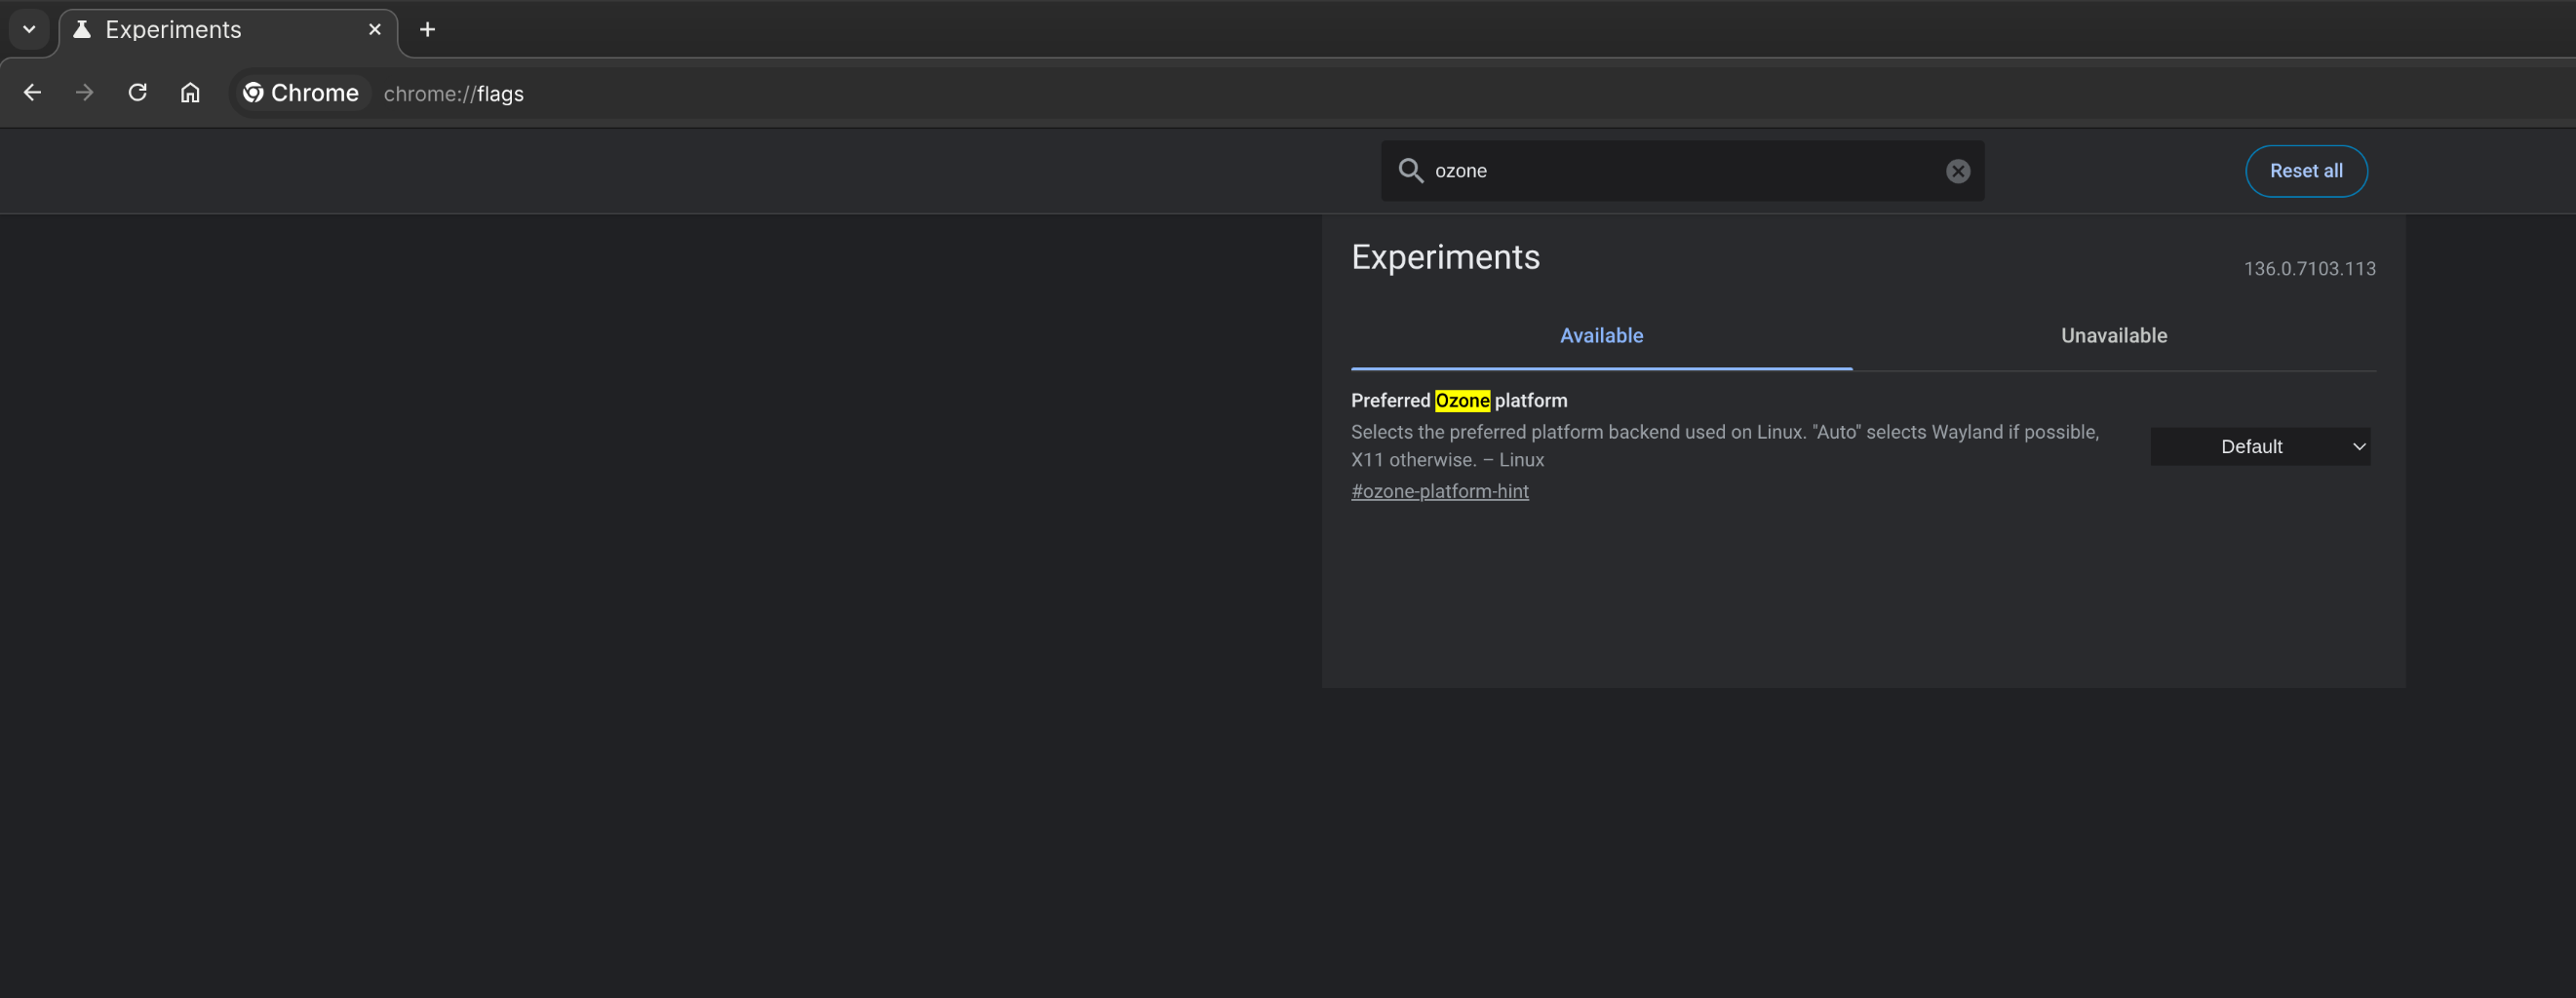 Experiments
Chrome chrome://flags
ozone
Reset all
Experiments
136.0.7103.113
Available
Unavailable
Preferred Ozone platform
Selects the preferred platform backend used on Linux. "Auto" selects Wayland if possible,
X11 otherwise. – Linux
Default
#ozone-platform-hint